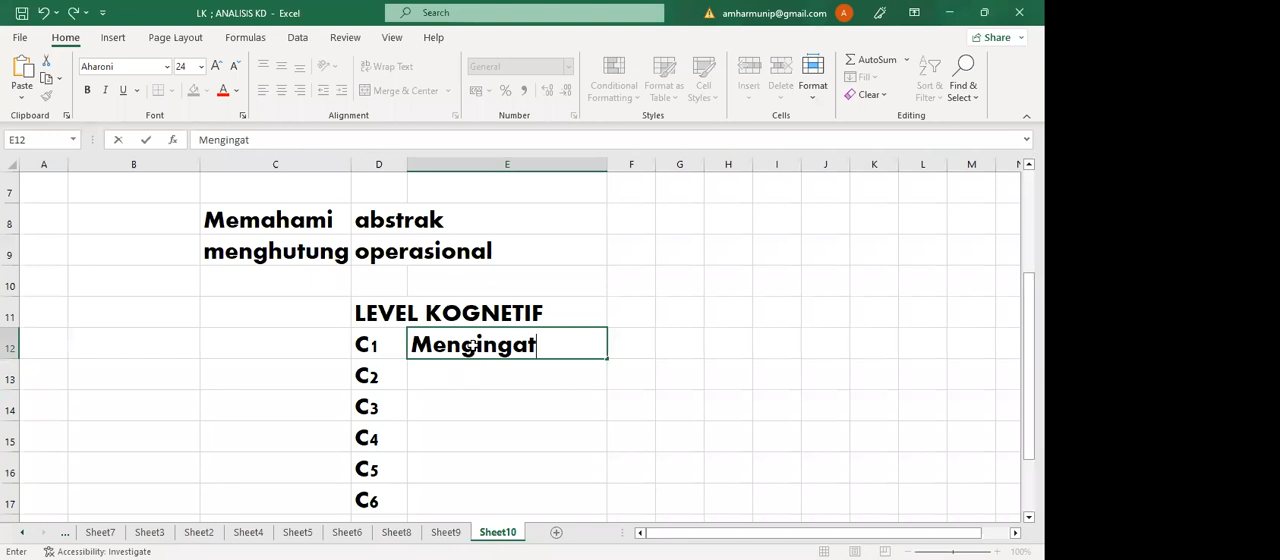 LK ; ANALISIS KD - Excel
Search
amharmunip@gmail.com
A
File Home Insert Page Layout Formulas Data Review View Help
Share
Paste
Aharoni 24
B I U
Wrap Text
Merge & Center
General
Conditional Formatting
Format as Table
Cell Styles
Insert Delete Format
AutoSum
Fill
Clear
Sort & Filter
Find & Select
Clipboard Font Alignment Number Styles Cells Editing
E12 fx Mengingat
A B C D E F G H I J K L M N
7
8 Memahami abstrak
9 menghutung operasional
10
11 LEVEL KOGNETIF
12 C1 Mengingat
13 C2
14 C3
15 C4
16 C5
17 C6
... Sheet7 Sheet3 Sheet2 Sheet4 Sheet5 Sheet6 Sheet8 Sheet9 Sheet10
Enter Accessibility: Investigate 100%